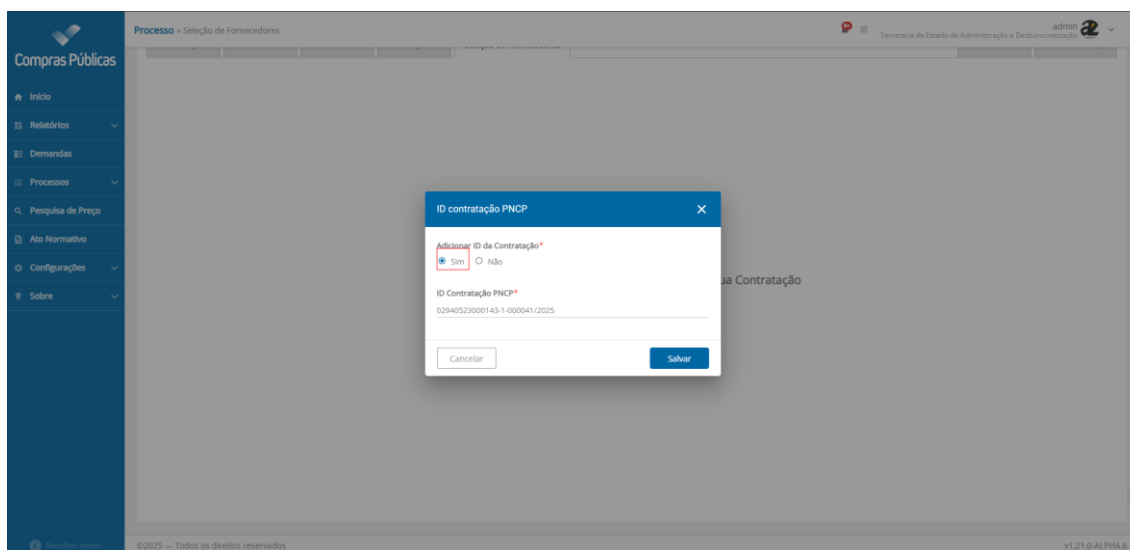 Compras Públicas
Início
Relatórios
Demandas
Processos
Pesquisa de Preço
Ato Normativo
Configurações
Sobre
Recolher menu
Processo » Seleção de Fornecedores
admin
Secretaria de Estado de Administração e Desburocratização
ID contratação PNCP
Adicionar ID da Contratação*
Sim
Não
ID Contratação PNCP*
02940523000143-1-000041/2025
Cancelar
Salvar
ua Contratação
©2025 — Todos os direitos reservados
v1.21.0-ALPHA.6